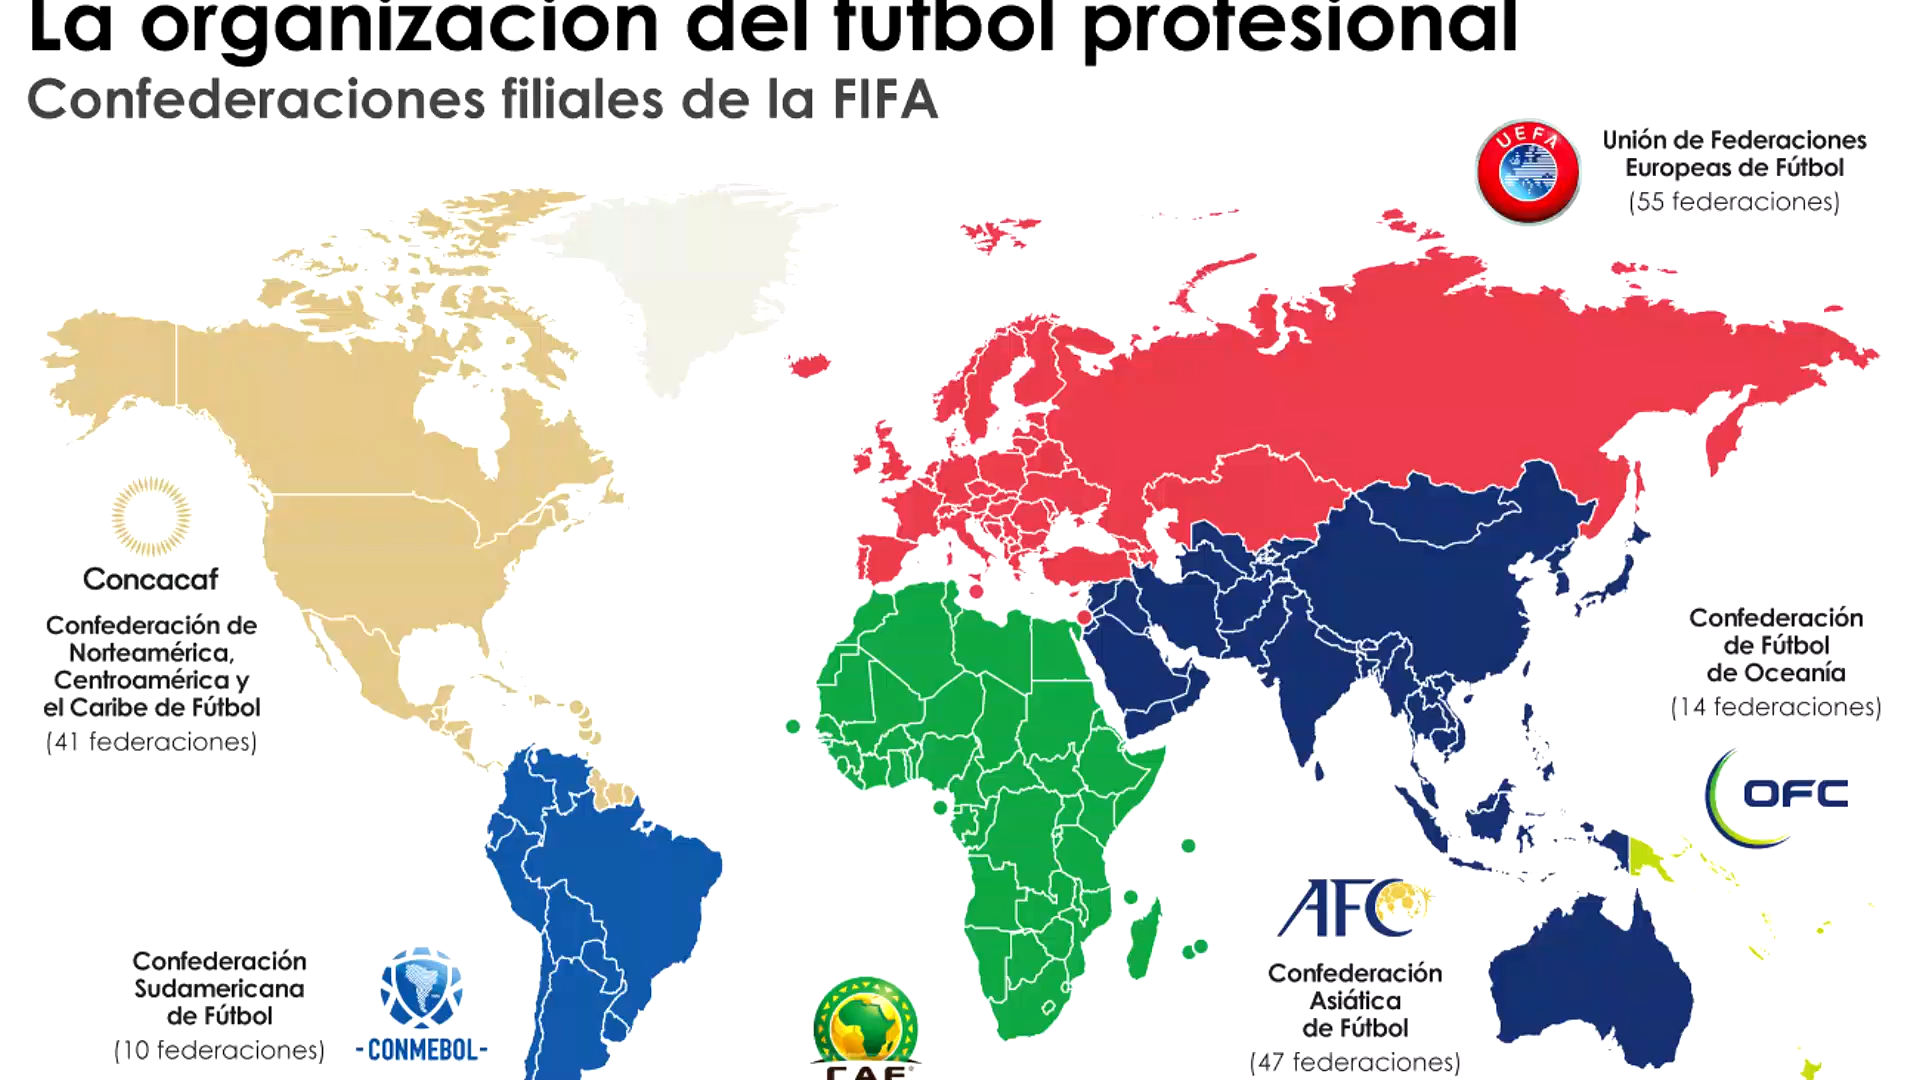 La organización del fútbol profesional
Confederaciones filiales de la FIFA
UEFA
Unión de Federaciones
Europeas de Fútbol
(55 federaciones)
Concacaf
Confederación de
Norteamérica,
Centroamérica y
el Caribe de Fútbol
(41 federaciones)
Confederación
de Fútbol
de Oceanía
(14 federaciones)
OFC
AFC
Confederación
Asiática
de Fútbol
(47 federaciones)
Confederación
Sudamericana
de Fútbol
(10 federaciones)
-CONMEBOL-
CAF